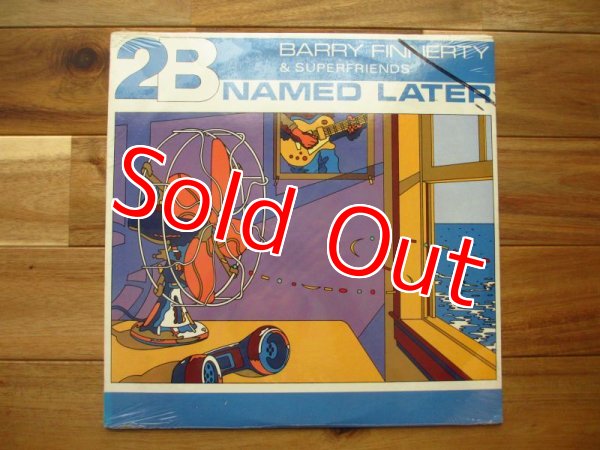 2B
BARRY FINNERTY
& SUPERFRIENDS
NAMED LATER
Sold Out